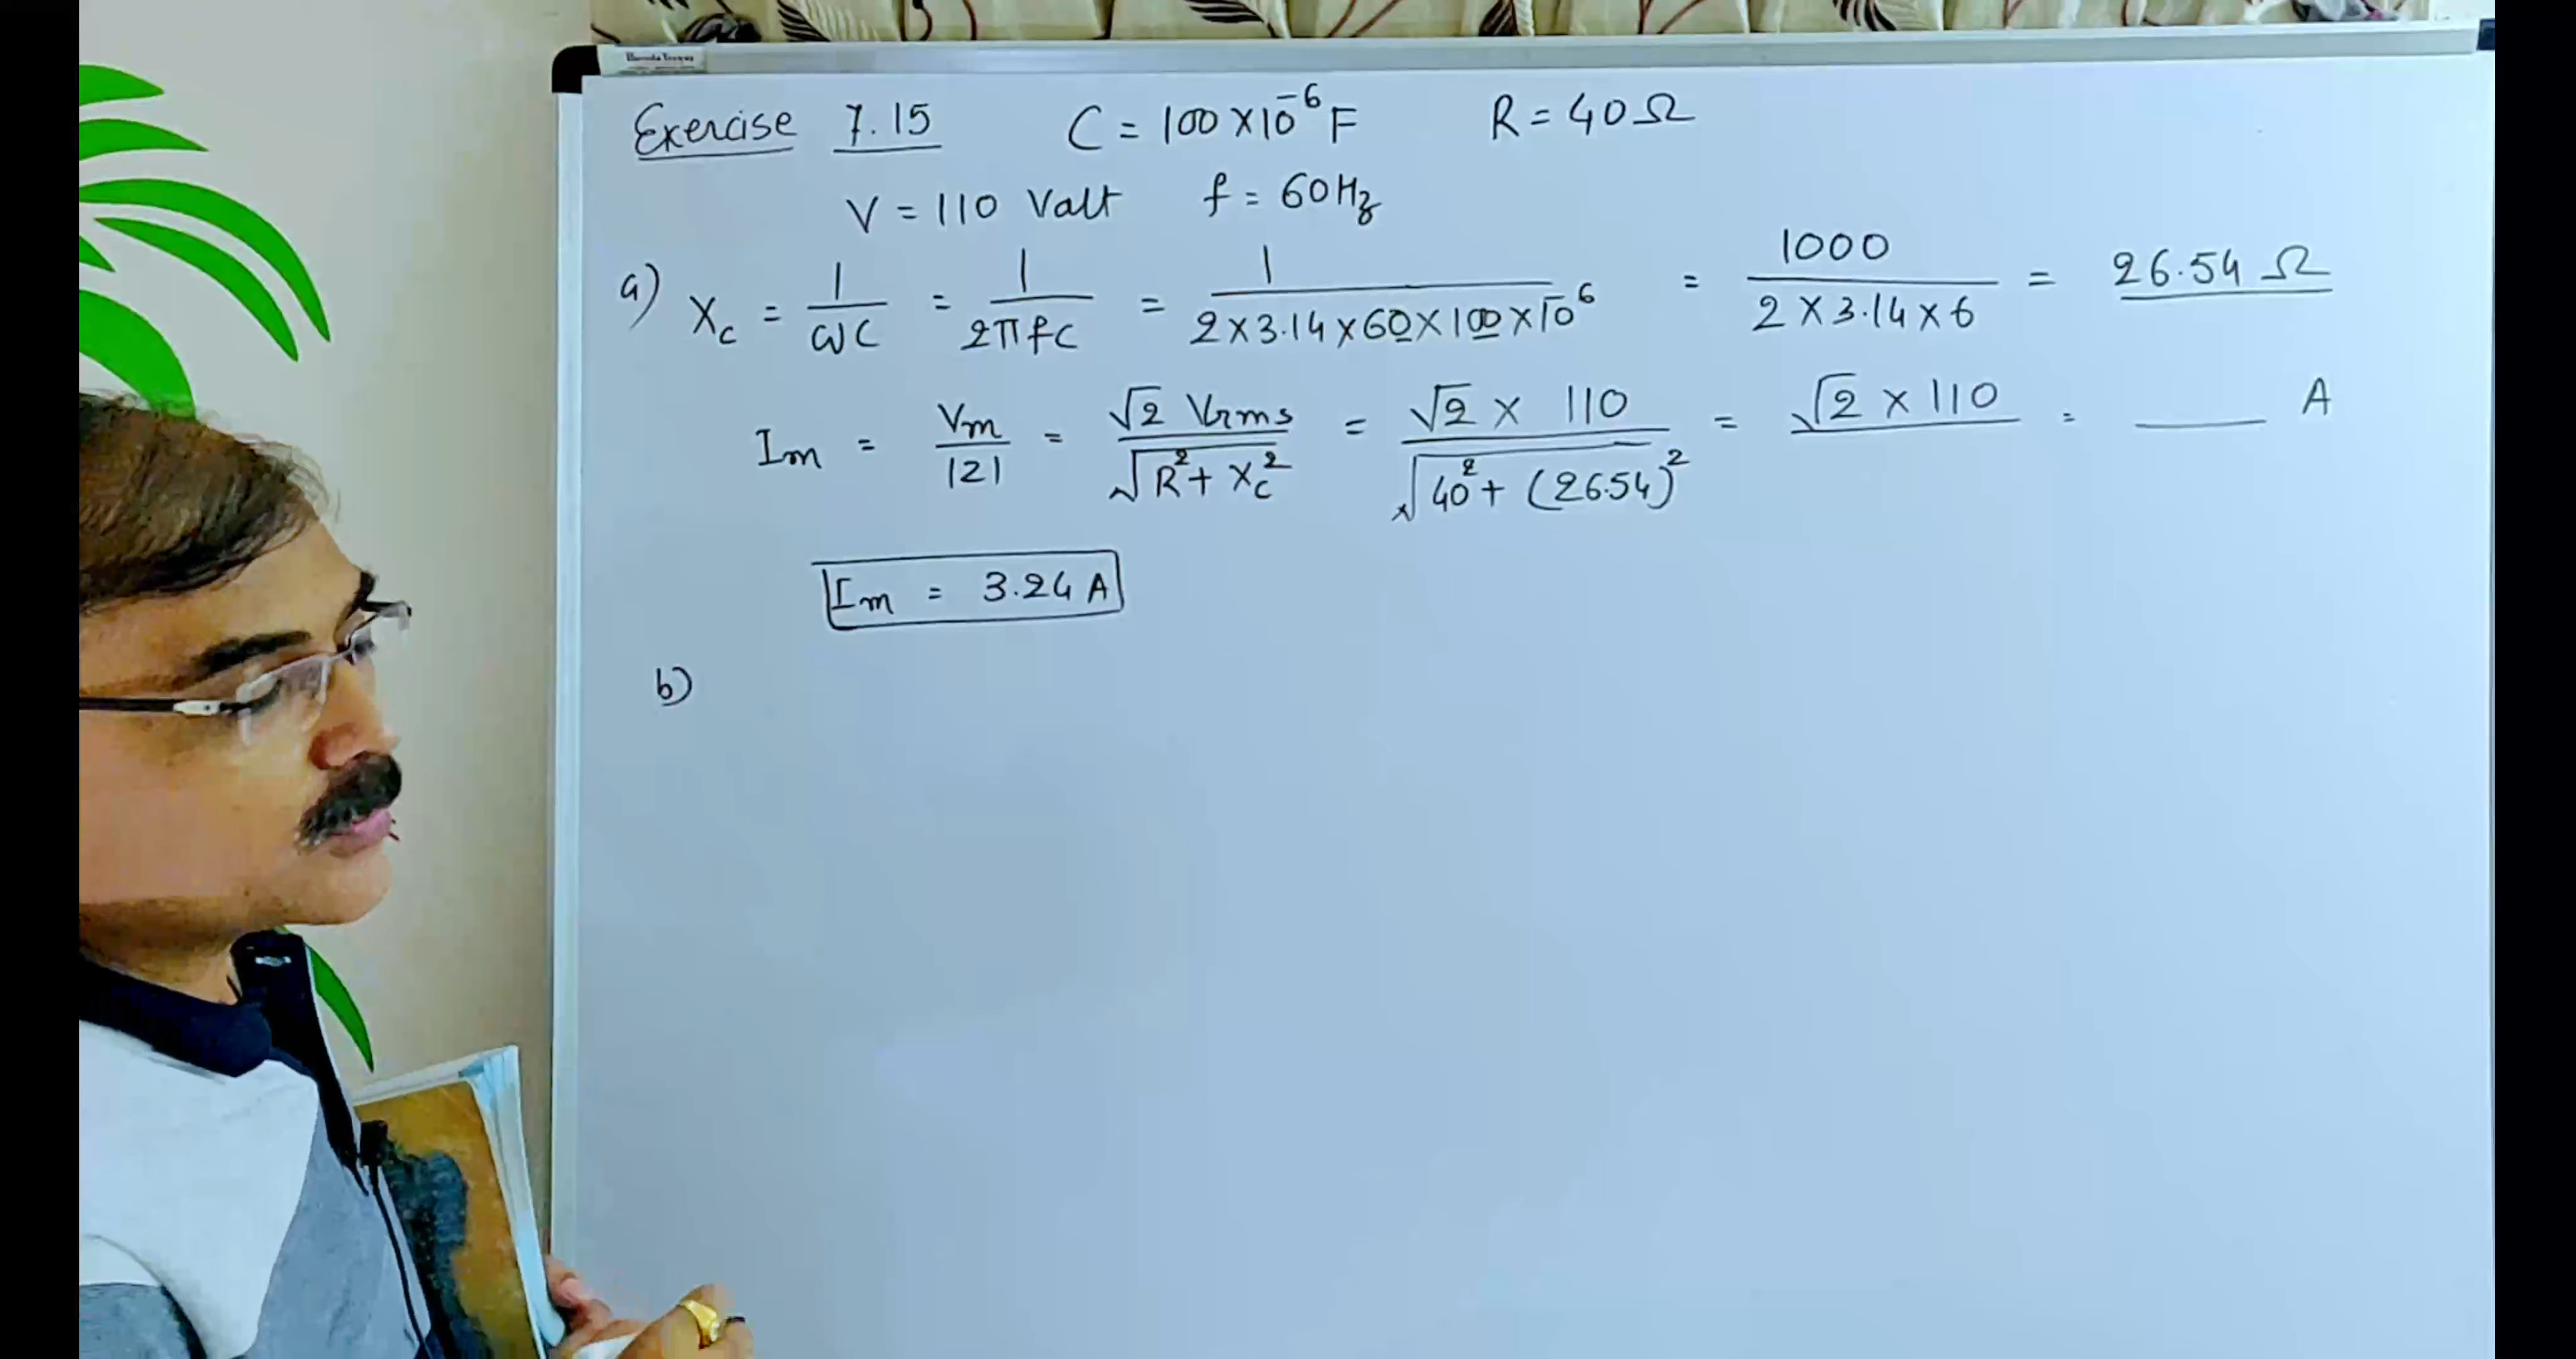 Exercise 7.15 C = 100 × 10⁻⁶ F R = 40 Ω
V = 110 Valt f = 60 Hz
a) Xc = 1/ωC = 1/2πfC = 1/2 × 3.14 × 60 × 100 × 10⁻⁶ = 1000/2 × 3.14 × 6 = 26.54 Ω
Im = Vm/|Z| = √2 Vrms/√R² + Xc² = √2 × 110/√40² + (26.54)² = √2 × 110/ = ____ A
Im = 3.24 A
b)